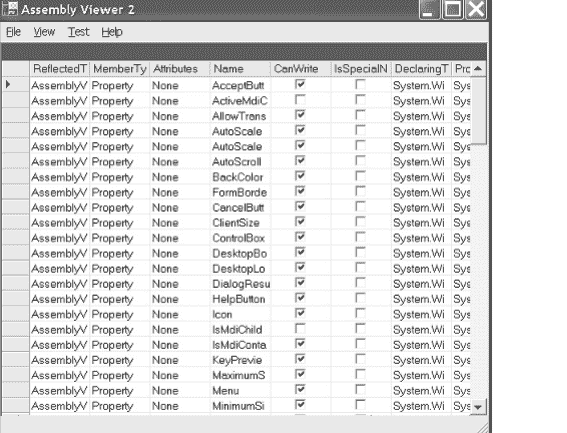 Assembly Viewer 2
File View Test Help
ReflectedT MemberTy Attributes Name CanWrite IsSpecialN DeclaringT Prc
AssemblyV Property None AcceptButt System.Wi Sys
AssemblyV Property None ActiveMdiC System.Wi Sys
AssemblyV Property None AllowTrans System.Wi Sys
AssemblyV Property None AutoScale System.Wi Sys
AssemblyV Property None AutoScale System.Wi Sys
AssemblyV Property None AutoScroll System.Wi Sys
AssemblyV Property None BackColor System.Wi Sys
AssemblyV Property None FormBorde System.Wi Sys
AssemblyV Property None CancelButt System.Wi Sys
AssemblyV Property None ClientSize System.Wi Sys
AssemblyV Property None ControlBox System.Wi Sys
AssemblyV Property None DesktopBo System.Wi Sys
AssemblyV Property None DesktopLo System.Wi Sys
AssemblyV Property None DialogResu System.Wi Sys
AssemblyV Property None HelpButton System.Wi Sys
AssemblyV Property None Icon System.Wi Sys
AssemblyV Property None IsMdiChild System.Wi Sys
AssemblyV Property None IsMdiConta System.Wi Sys
AssemblyV Property None KeyPrevie System.Wi Sys
AssemblyV Property None MaximumS System.Wi Sys
AssemblyV Property None Menu System.Wi Sys
AssemblyV Property None MinimumSi System.Wi Sys